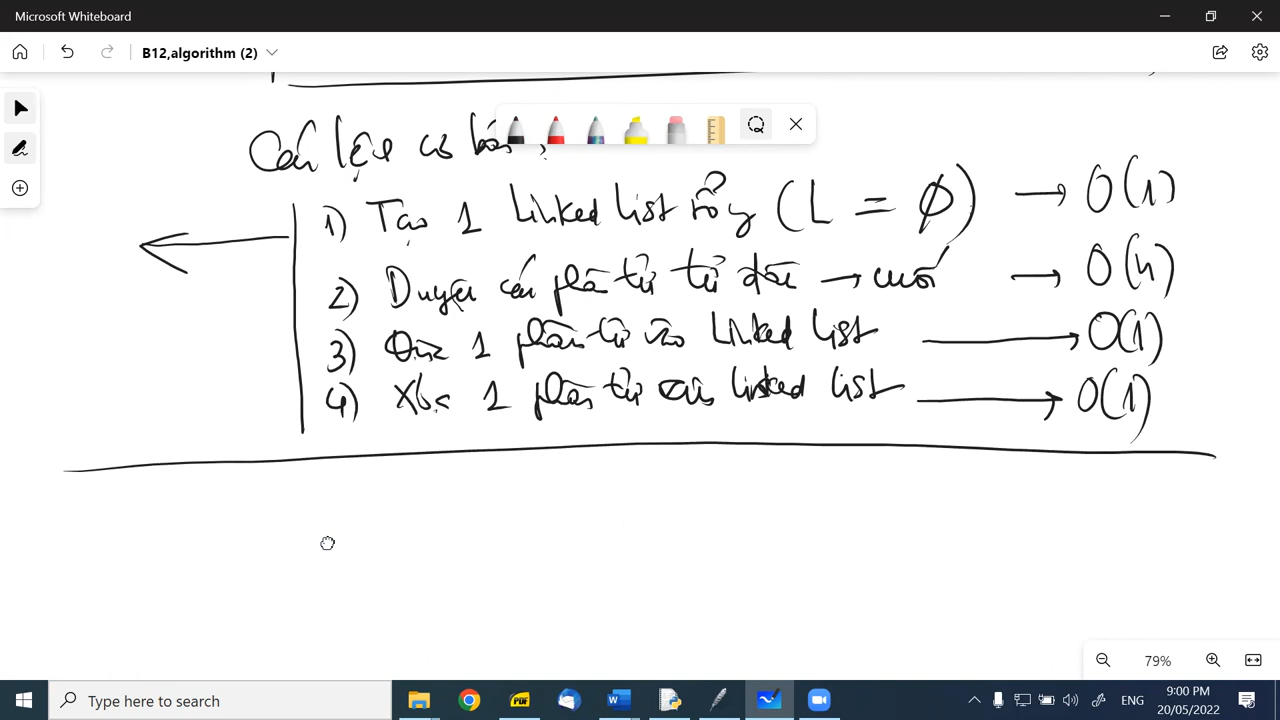 Microsoft Whiteboard
B12,algorithm (2)
Các lệnh cơ bản:
1) Tạo 1 linked list rỗng (L = ∅) → O(1)
2) Duyệt các phần tử từ đầu → cuối → O(n)
3) Đưa 1 phần tử vào linked list → O(1)
4) Xóa 1 phần tử của linked list → O(1)
79%
Type here to search
ENG
9:00 PM
20/05/2022